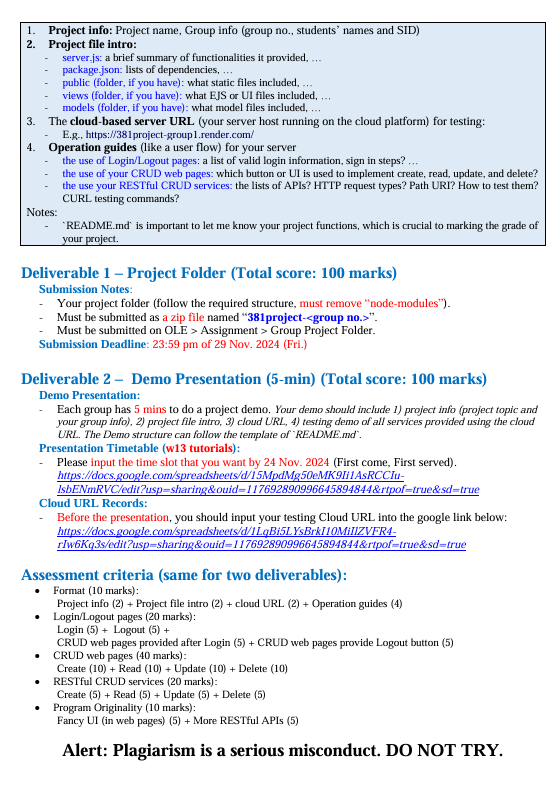 1. Project info: Project name, Group info (group no., students' names and SID)
2. Project file intro:
- server.js: a brief summary of functionalities it provided, …
- package.json: lists of dependencies, …
- public (folder, if you have): what static files included, …
- views (folder, if you have): what EJS or UI files included, …
- models (folder, if you have): what model files included, …
3. The cloud-based server URL (your server host running on the cloud platform) for testing:
- E.g., https://381project-group1.render.com/
4. Operation guides (like a user flow) for your server
- the use of Login/Logout pages: a list of valid login information, sign in steps? …
- the use of your CRUD web pages: which button or UI is used to implement create, read, update, and delete?
- the use your RESTful CRUD services: the lists of APIs? HTTP request types? Path URI? How to test them?
CURL testing commands?
Notes:
- `README.md` is important to let me know your project functions, which is crucial to marking the grade of
your project.
Deliverable 1 – Project Folder (Total score: 100 marks)
Submission Notes:
- Your project folder (follow the required structure, must remove “node-modules”).
- Must be submitted as a zip file named “381project-<group no.>”.
- Must be submitted on OLE > Assignment > Group Project Folder.
Submission Deadline: 23:59 pm of 29 Nov. 2024 (Fri.)
Deliverable 2 – Demo Presentation (5-min) (Total score: 100 marks)
Demo Presentation:
- Each group has 5 mins to do a project demo. Your demo should include 1) project info (project topic and
your group info), 2) project file intro, 3) cloud URL, 4) testing demo of all services provided using the cloud
URL. The Demo structure can follow the template of `README.md`.
Presentation Timetable (w13 tutorials):
- Please input the time slot that you want by 24 Nov. 2024 (First come, First served).
https://docs.google.com/spreadsheets/d/15MpdMg50eMK9Ii1AsRCCIu-
IsbENmRVC/edit?usp=sharing&ouid=117692890996645894844&rtpof=true&sd=true
Cloud URL Records:
- Before the presentation, you should input your testing Cloud URL into the google link below:
https://docs.google.com/spreadsheets/d/1LqBi5LYsBrkI10MiIlZVFR4-
rIw6Kq3s/edit?usp=sharing&ouid=117692890996645894844&rtpof=true&sd=true
Assessment criteria (same for two deliverables):
• Format (10 marks):
Project info (2) + Project file intro (2) + cloud URL (2) + Operation guides (4)
• Login/Logout pages (20 marks):
Login (5) + Logout (5) +
CRUD web pages provided after Login (5) + CRUD web pages provide Logout button (5)
• CRUD web pages (40 marks):
Create (10) + Read (10) + Update (10) + Delete (10)
• RESTful CRUD services (20 marks):
Create (5) + Read (5) + Update (5) + Delete (5)
• Program Originality (10 marks):
Fancy UI (in web pages) (5) + More RESTful APIs (5)
Alert: Plagiarism is a serious misconduct. DO NOT TRY.